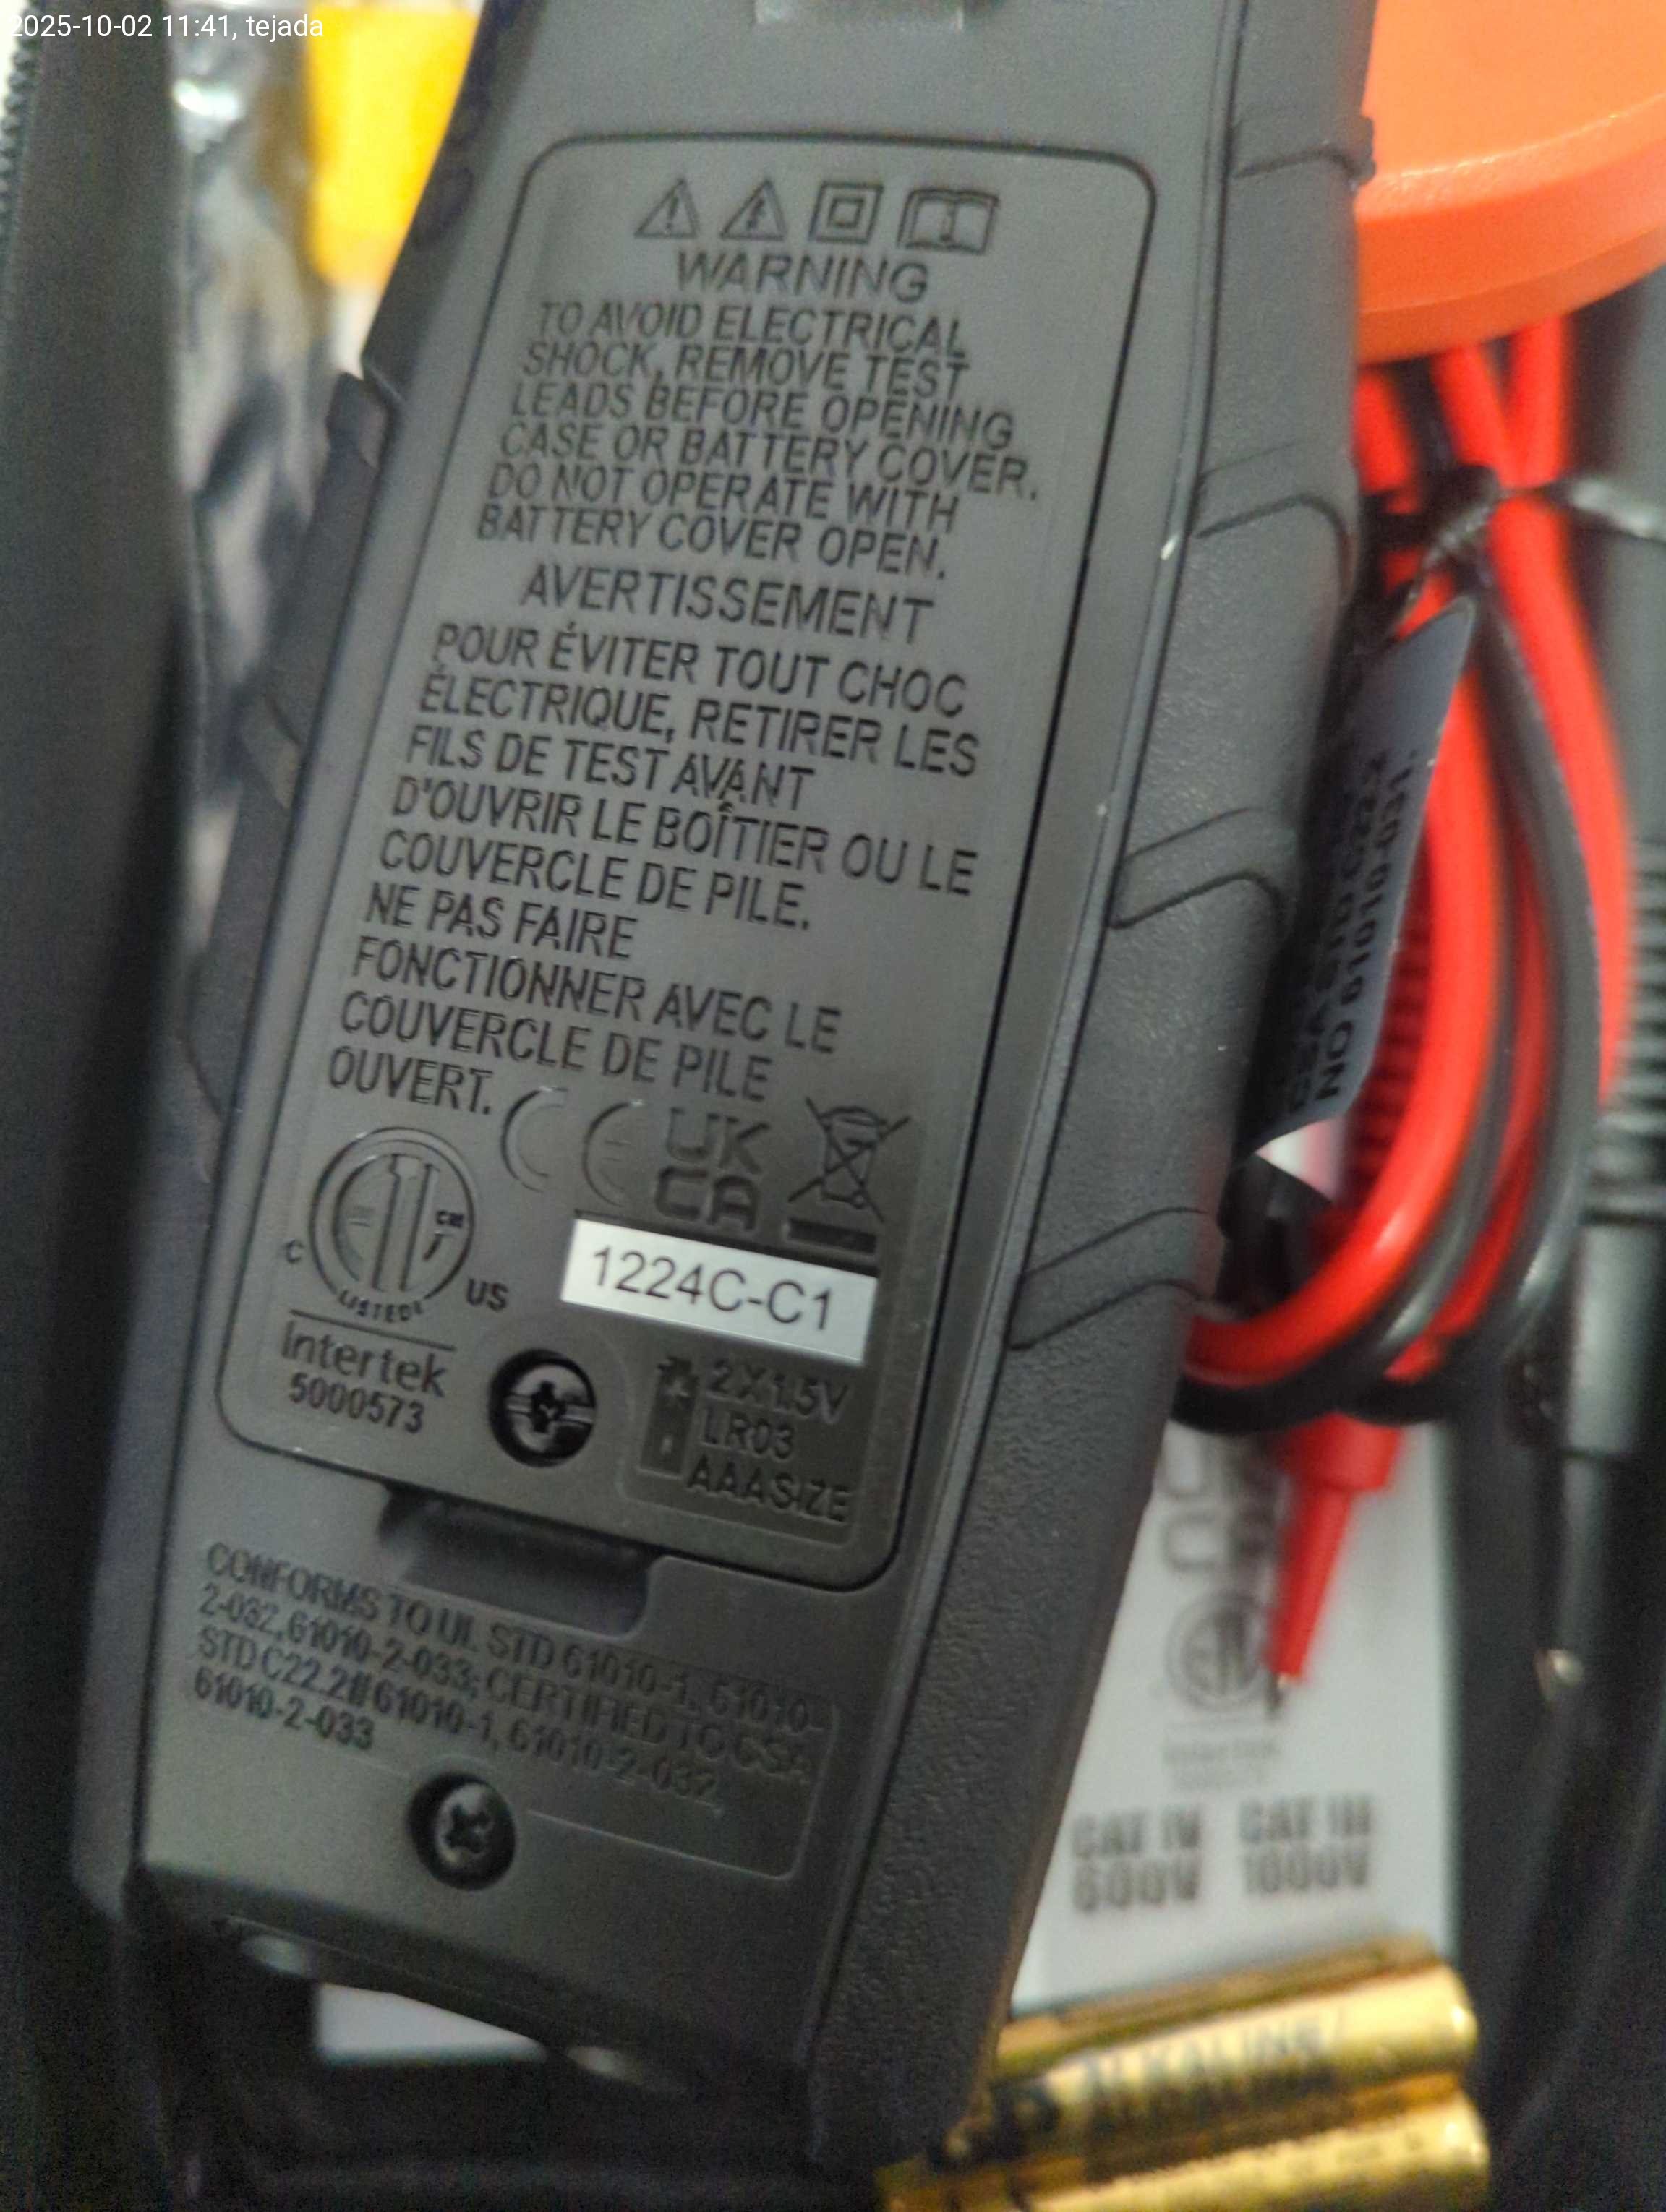 2025-10-02 11:41, tejada
WARNING
TO AVOID ELECTRICAL
SHOCK, REMOVE TEST
LEADS BEFORE OPENING
CASE OR BATTERY COVER.
DO NOT OPERATE WITH
BATTERY COVER OPEN.
AVERTISSEMENT
POUR ÉVITER TOUT CHOC
ÉLECTRIQUE, RETIRER LES
FILS DE TEST AVANT
D'OUVRIR LE BOÎTIER OU LE
COUVERCLE DE PILE.
NE PAS FAIRE
FONCTIONNER AVEC LE
COUVERCLE DE PILE
OUVERT.
CE
UK
CA
C
US
LISTED
Intertek
5000573
1224C-C1
2 X 1.5V
LR03
AAA SIZE
CONFORMS TO UL STD 61010-1, 61010-
2-032, 61010-2-033; CERTIFIED TO CSA
STD C22.2# 61010-1, 61010-2-032,
61010-2-033
CAT IV CAT III
600V 1000V
ALKALINE